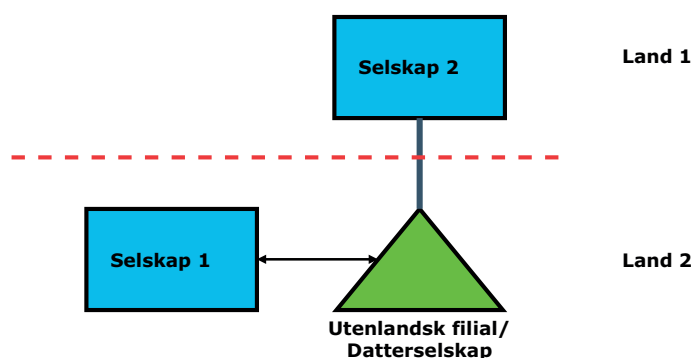 Selskap 2
Land 1
Selskap 1
Land 2
Utenlandsk filial/
Datterselskap